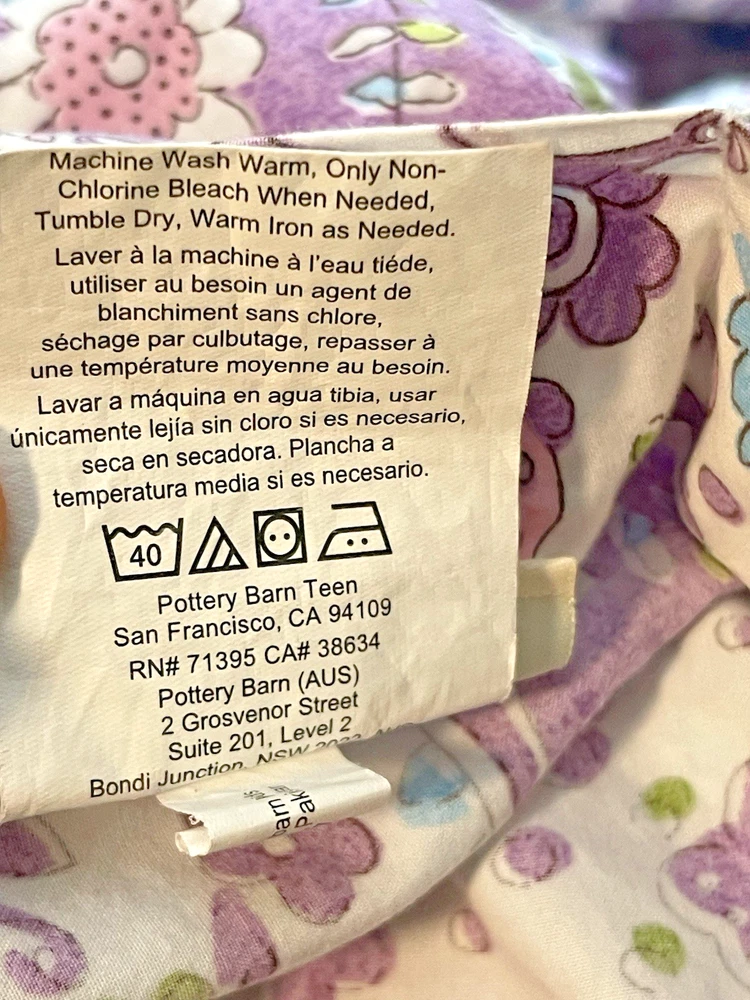 Machine Wash Warm, Only Non-
Chlorine Bleach When Needed,
Tumble Dry, Warm Iron as Needed.
Laver à la machine à l'eau tiéde,
utiliser au besoin un agent de
blanchiment sans chlore,
séchage par culbutage, repasser à
une température moyenne au besoin.
Lavar a máquina en agua tibia, usar
únicamente lejía sin cloro si es necesario,
seca en secadora. Plancha a
temperatura media si es necesario.
40
Pottery Barn Teen
San Francisco, CA 94109
RN# 71395 CA# 38634
Pottery Barn (AUS)
2 Grosvenor Street
Suite 201, Level 2
Bondi Junction, NSW